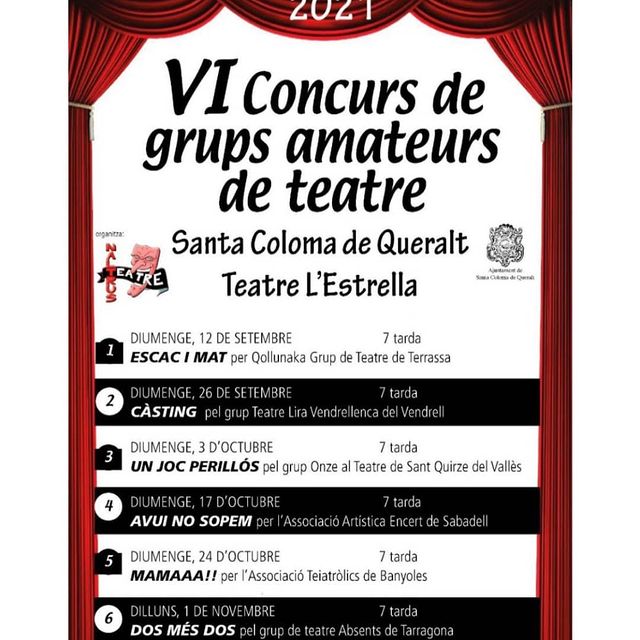 2021
VI Concurs de
grups amateurs
de teatre
organitza:
TEATRE
Santa Coloma de Queralt
Teatre L'Estrella
Ajuntament de
Santa Coloma de Queralt
1
DIUMENGE, 12 DE SETEMBRE 7 tarda
ESCAC I MAT per Qollunaka Grup de Teatre de Terrassa
2
DIUMENGE, 26 DE SETEMBRE 7 tarda
CÀSTING pel grup Teatre Lira Vendrellenca del Vendrell
3
DIUMENGE, 3 D'OCTUBRE 7 tarda
UN JOC PERILLÓS pel grup Onze al Teatre de Sant Quirze del Vallès
4
DIUMENGE, 17 D'OCTUBRE 7 tarda
AVUI NO SOPEM per l'Associació Artística Encert de Sabadell
5
DIUMENGE, 24 D'OCTUBRE 7 tarda
MAMAAA!! per l'Associació Teiatròlics de Banyoles
6
DILLUNS, 1 DE NOVEMBRE 7 tarda
DOS MÉS DOS pel grup de teatre Absents de Tarragona